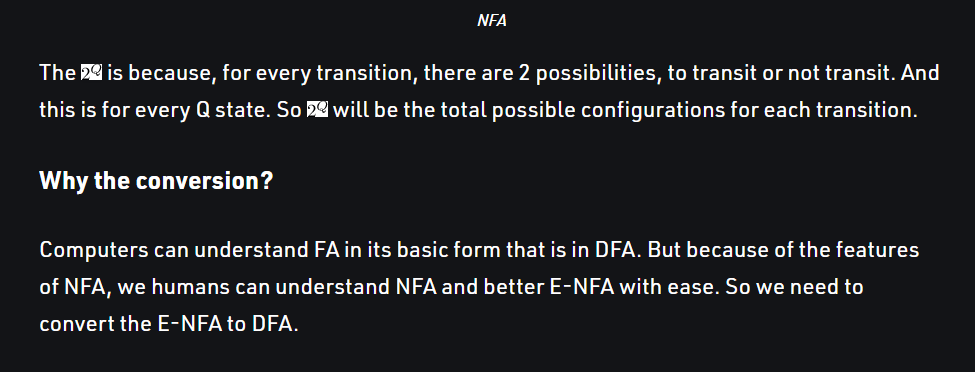 NFA
The 2^Q is because, for every transition, there are 2 possibilities, to transit or not transit. And
this is for every Q state. So 2^Q will be the total possible configurations for each transition.
Why the conversion?
Computers can understand FA in its basic form that is in DFA. But because of the features
of NFA, we humans can understand NFA and better E-NFA with ease. So we need to
convert the E-NFA to DFA.